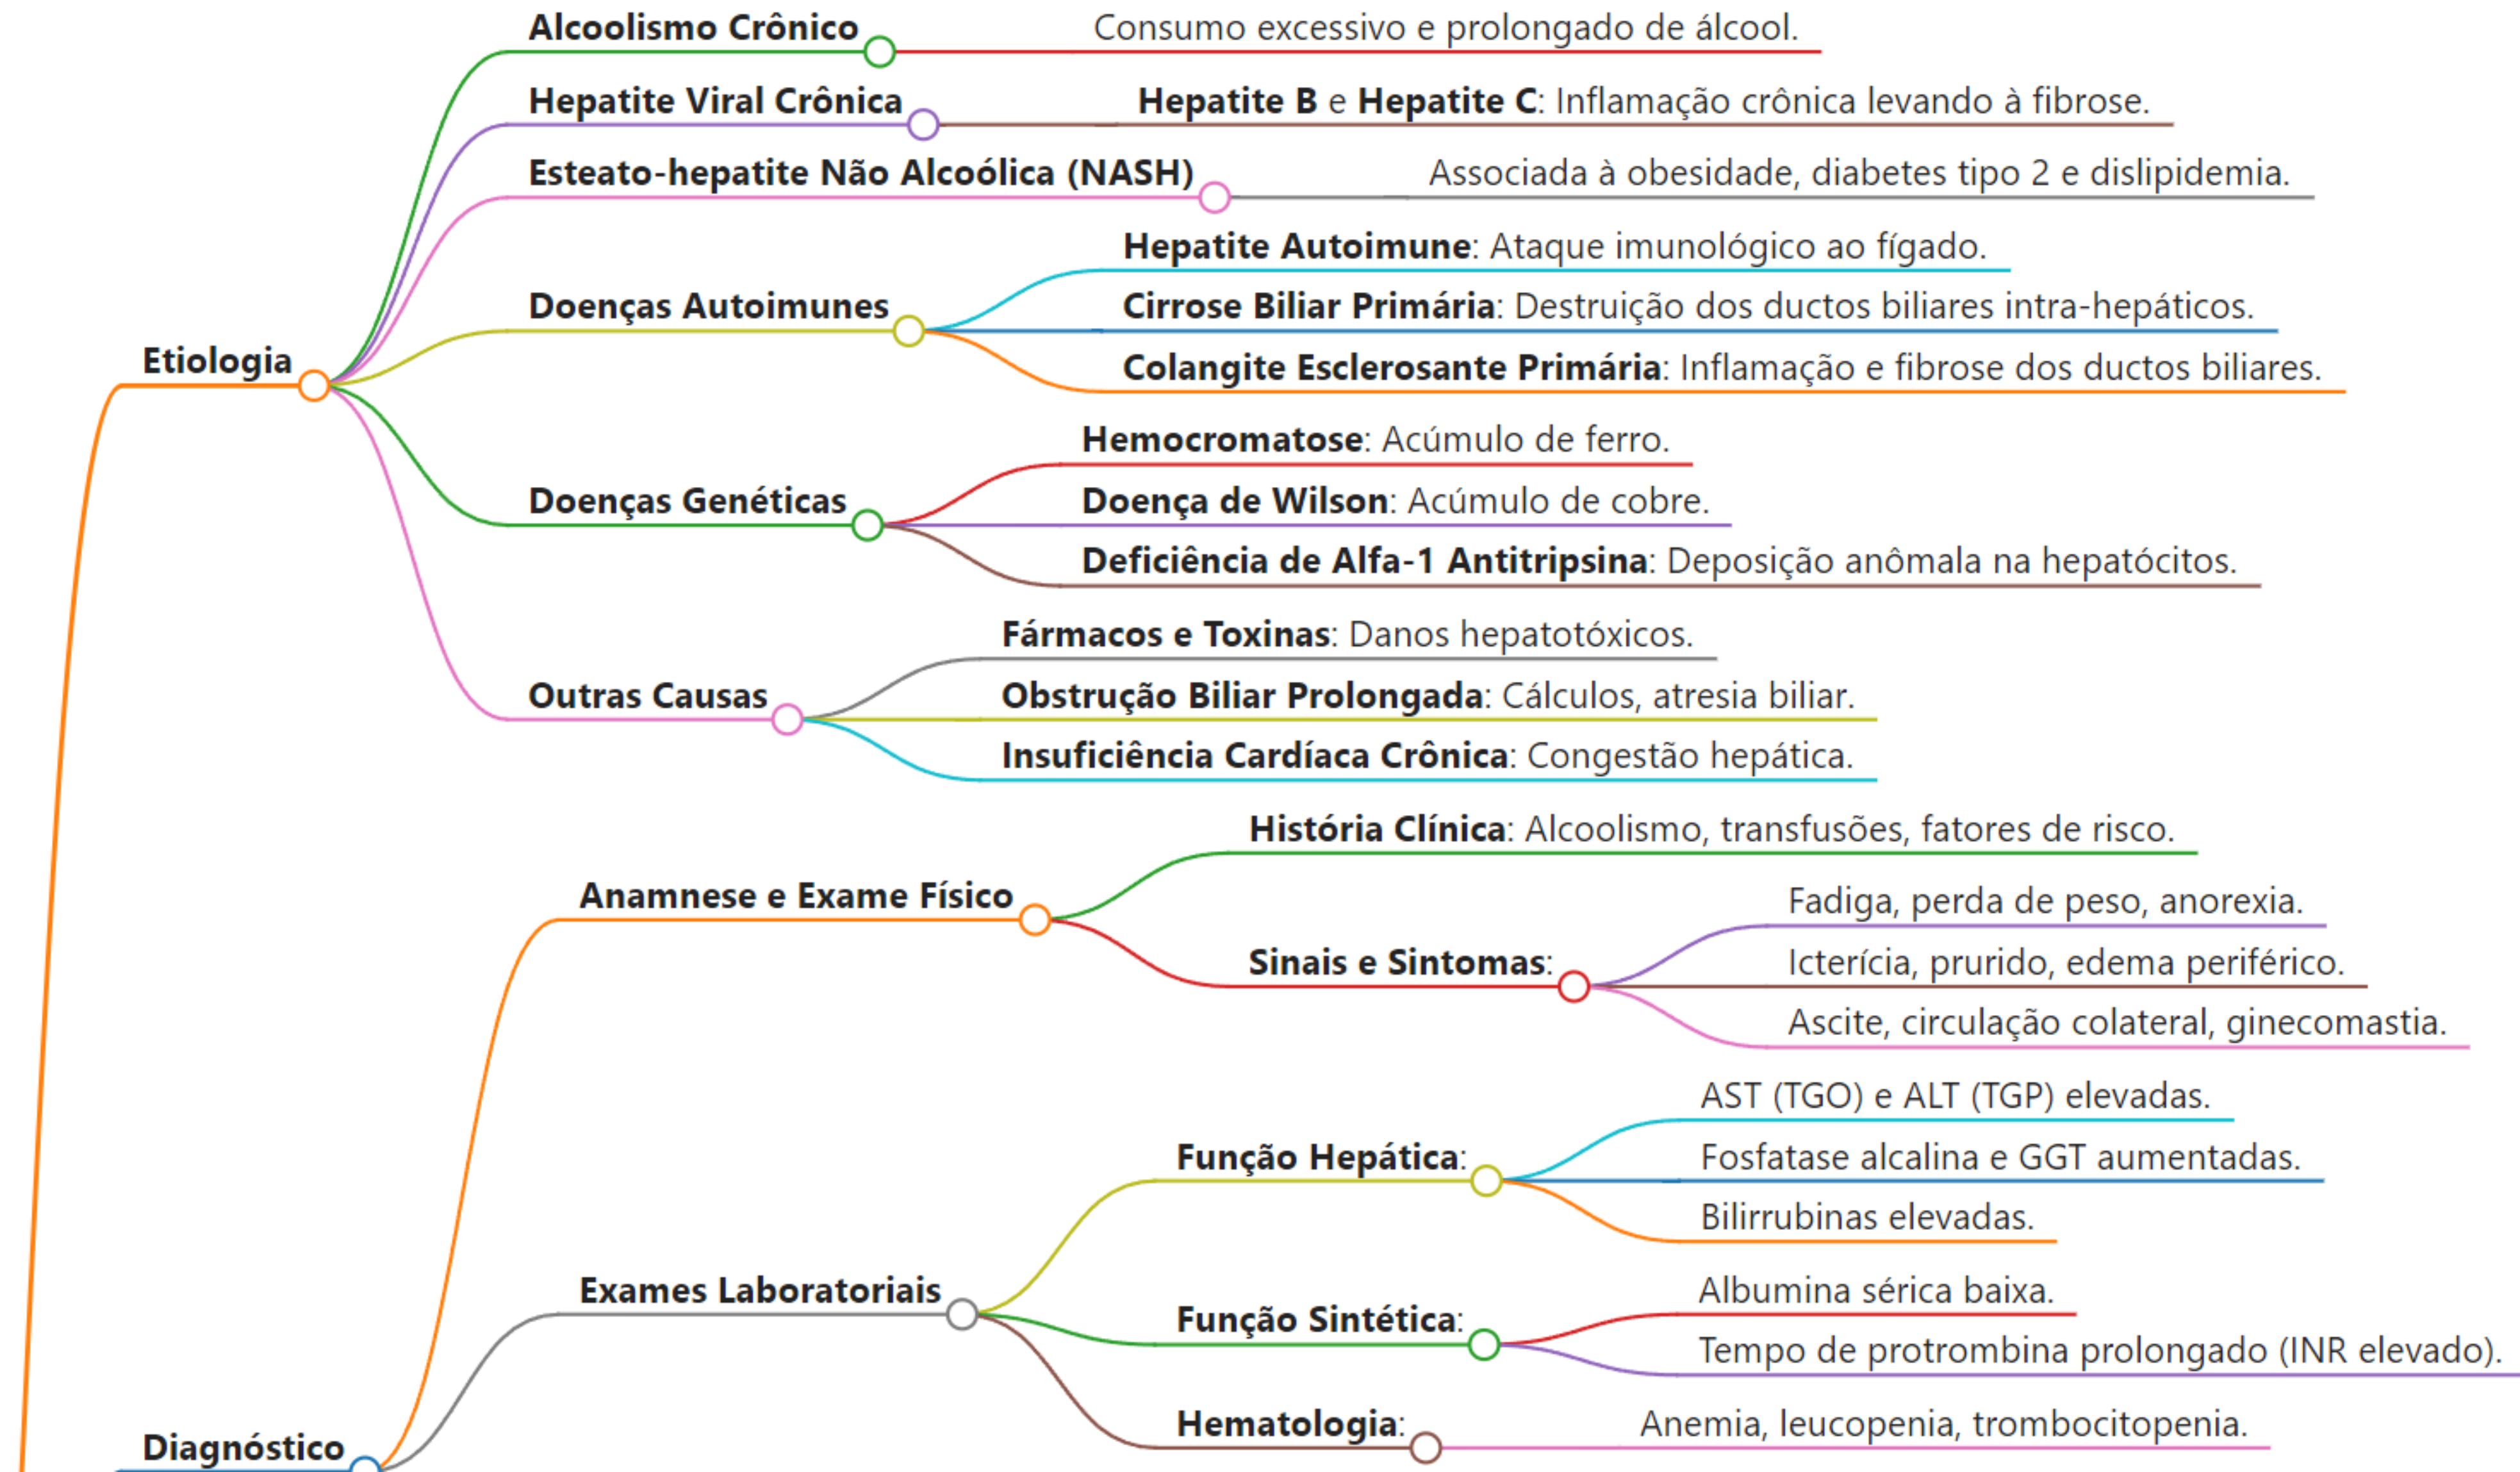 Alcoolismo Crônico
Consumo excessivo e prolongado de álcool.
Hepatite Viral Crônica
Hepatite B e Hepatite C: Inflamação crônica levando à fibrose.
Esteato-hepatite Não Alcoólica (NASH)
Associada à obesidade, diabetes tipo 2 e dislipidemia.
Hepatite Autoimune: Ataque imunológico ao fígado.
Doenças Autoimunes
Cirrose Biliar Primária: Destruição dos ductos biliares intra-hepáticos.
Etiologia
Colangite Esclerosante Primária: Inflamação e fibrose dos ductos biliares.
Hemocromatose: Acúmulo de ferro.
Doenças Genéticas
Doença de Wilson: Acúmulo de cobre.
Deficiência de Alfa-1 Antitripsina: Deposição anômala na hepatócitos.
Fármacos e Toxinas: Danos hepatotóxicos.
Outras Causas
Obstrução Biliar Prolongada: Cálculos, atresia biliar.
Insuficiência Cardíaca Crônica: Congestão hepática.
História Clínica: Alcoolismo, transfusões, fatores de risco.
Anamnese e Exame Físico
Fadiga, perda de peso, anorexia.
Sinais e Sintomas:
Icterícia, prurido, edema periférico.
Ascite, circulação colateral, ginecomastia.
AST (TGO) e ALT (TGP) elevadas.
Função Hepática:
Fosfatase alcalina e GGT aumentadas.
Bilirrubinas elevadas.
Exames Laboratoriais
Albumina sérica baixa.
Função Sintética:
Tempo de protrombina prolongado (INR elevado).
Hematologia:
Anemia, leucopenia, trombocitopenia.
Diagnóstico